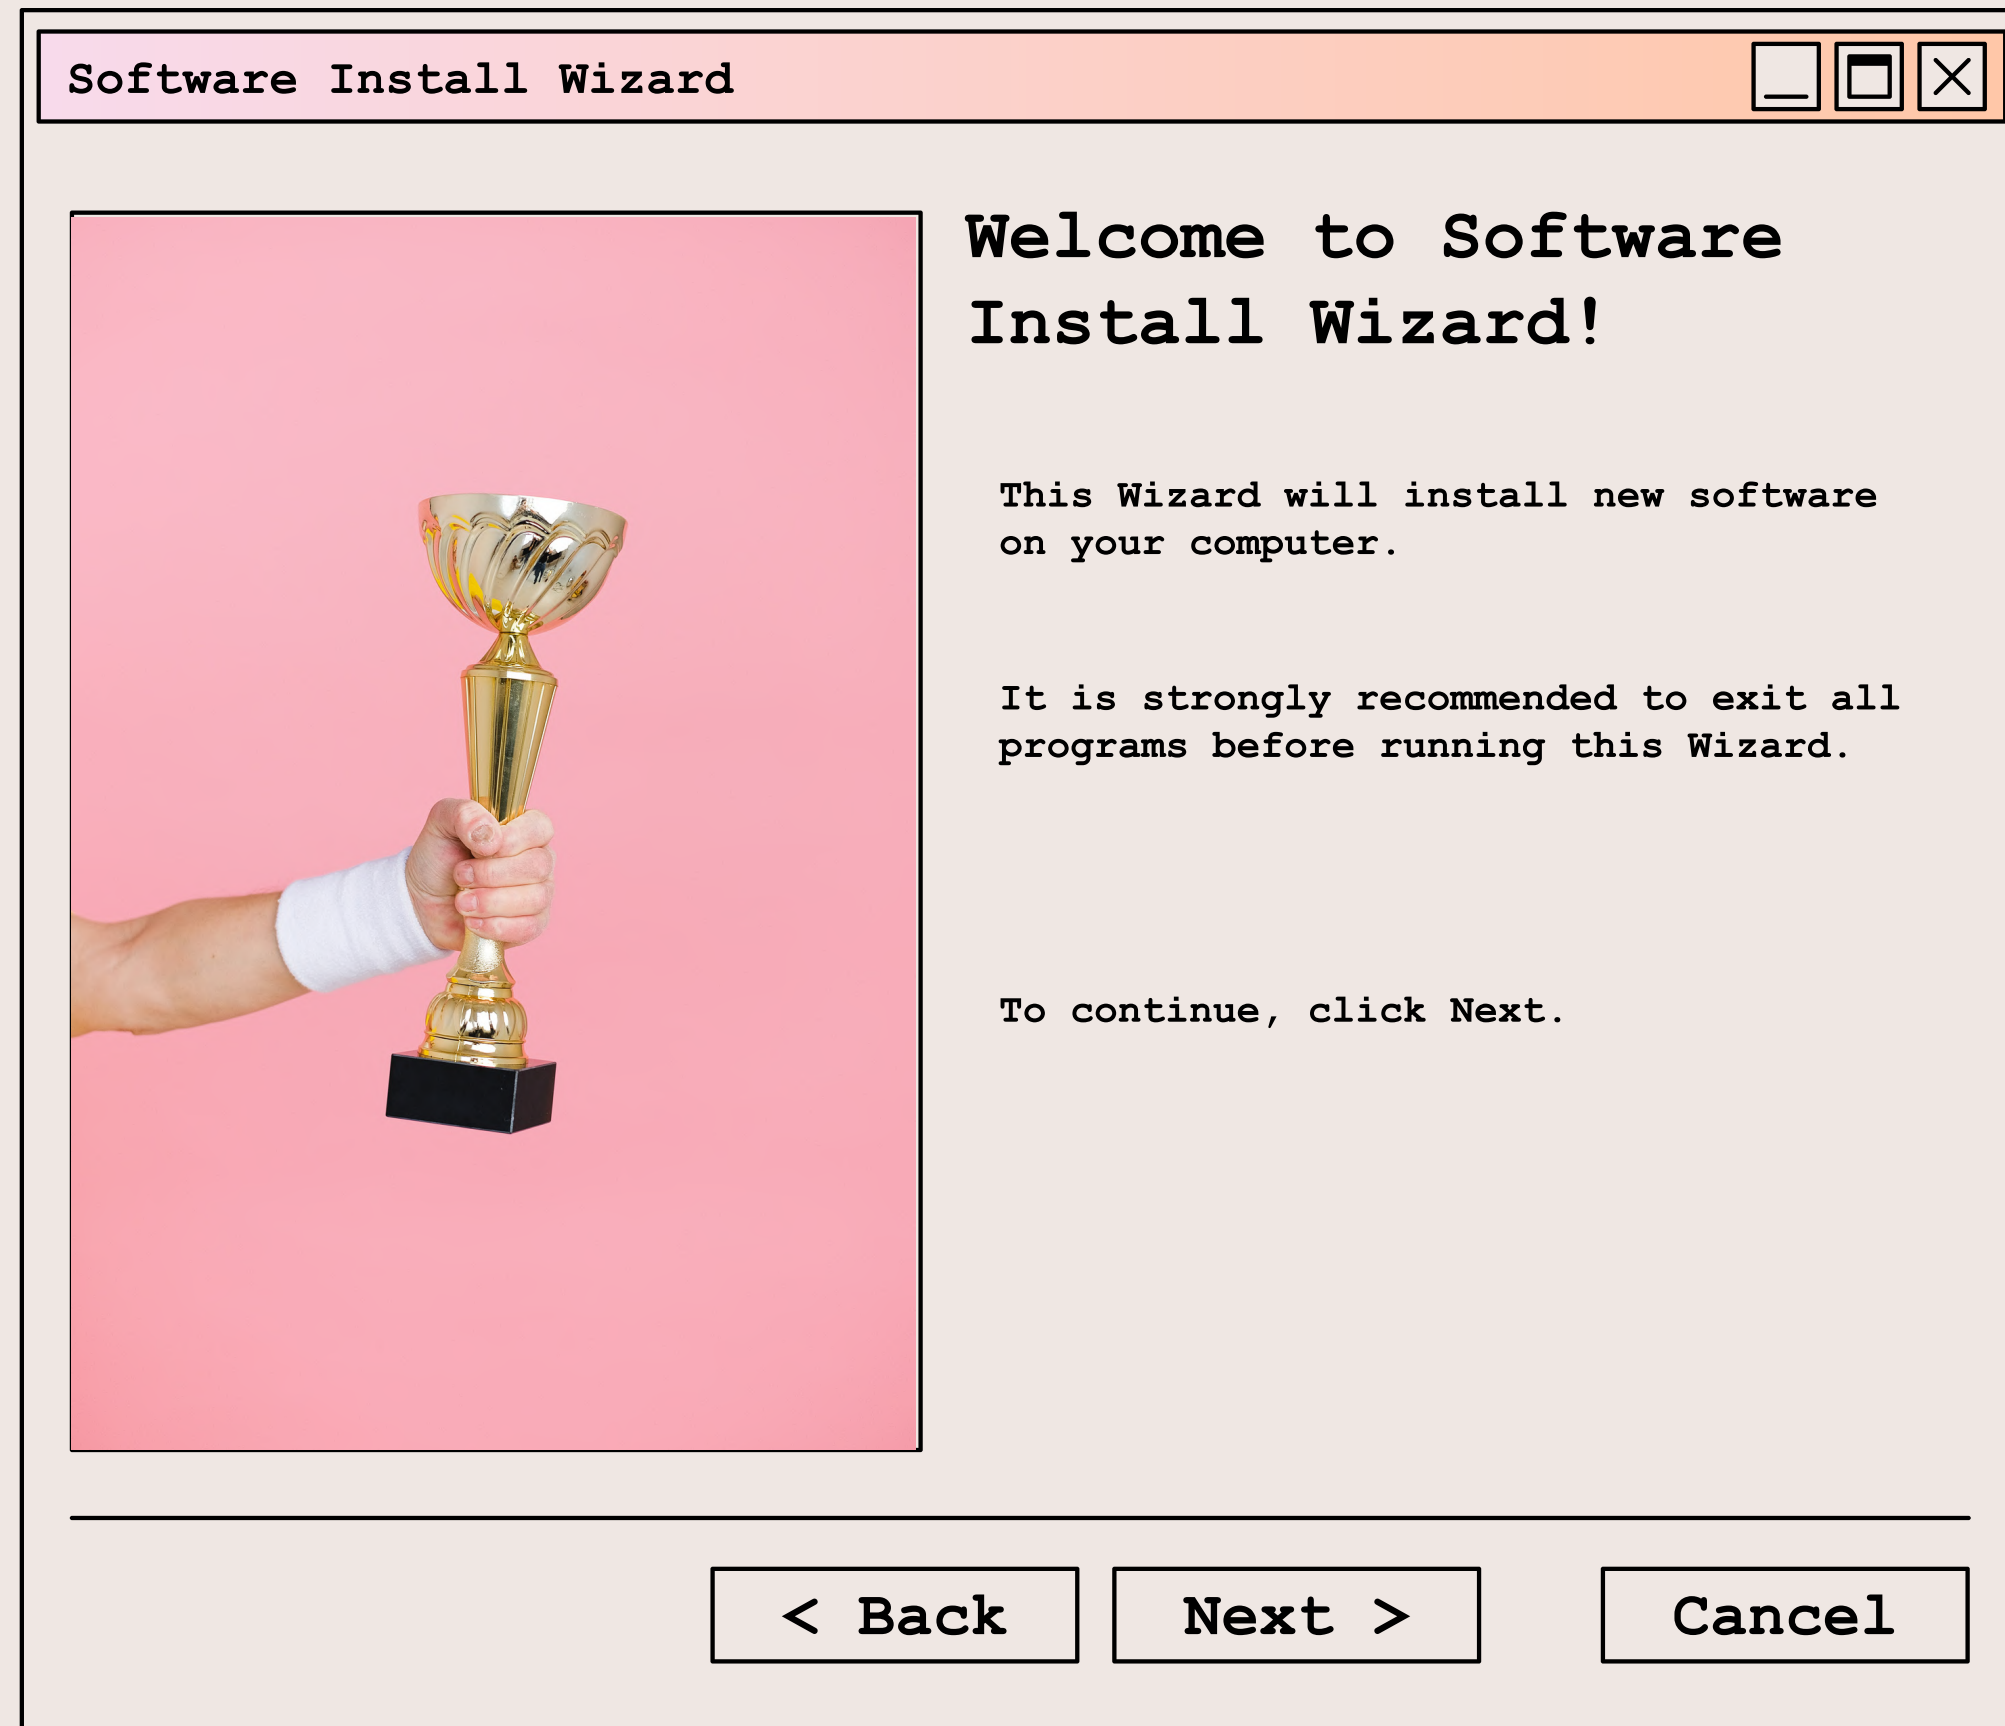 Software Install Wizard
Welcome to Software
Install Wizard!
This Wizard will install new software
on your computer.
It is strongly recommended to exit all
programs before running this Wizard.
To continue, click Next.
< Back
Next >
Cancel